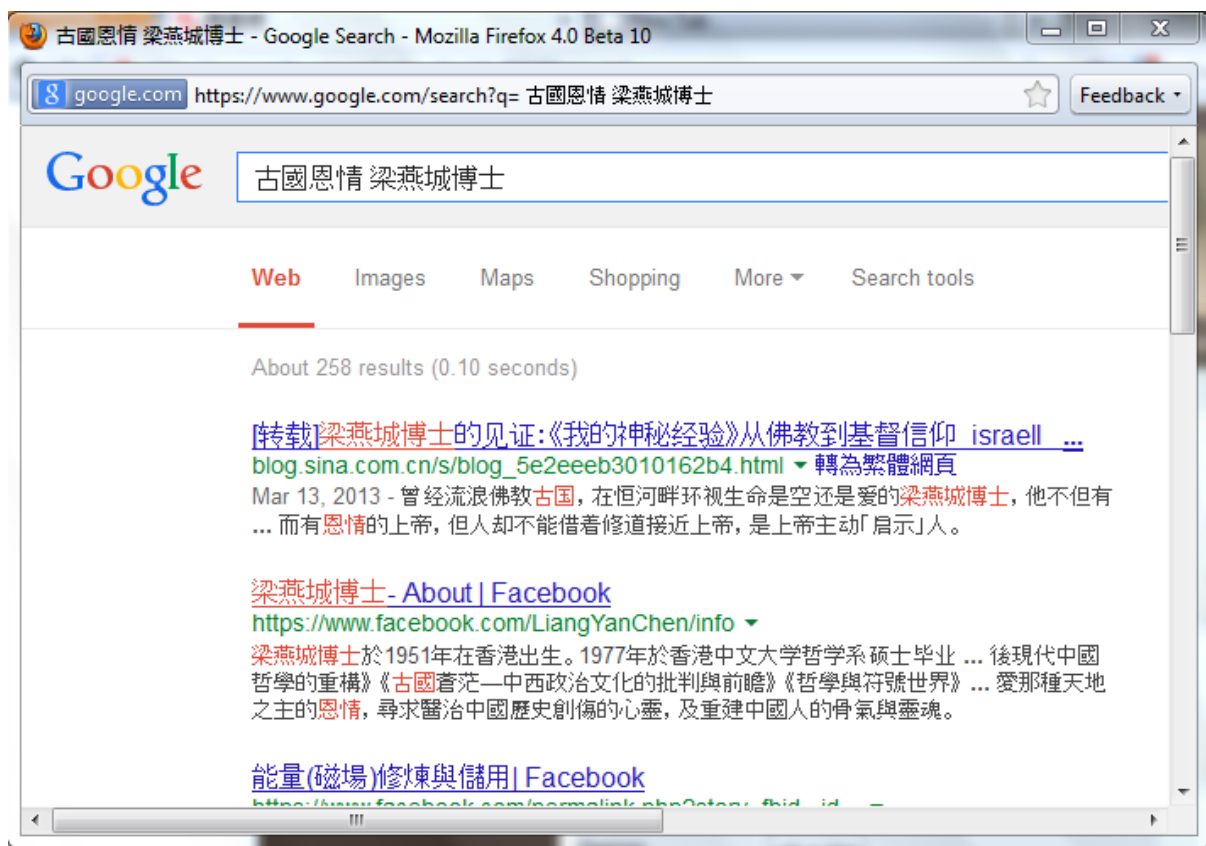 古國恩情 梁燕城博士 - Google Search - Mozilla Firefox 4.0 Beta 10
google.com https://www.google.com/search?q= 古國恩情 梁燕城博士
Feedback
Google 古國恩情 梁燕城博士
Web Images Maps Shopping More Search tools
About 258 results (0.10 seconds)
[转载]梁燕城博士的见证:《我的神秘经验》从佛教到基督信仰_israell_...
blog.sina.com.cn/s/blog_5e2eeeb3010162b4.html 轉為繁體網頁
Mar 13, 2013 - 曾经流浪佛教古国，在恒河畔环视生命是空还是爱的梁燕城博士，他不但有
... 而有恩情的上帝，但人却不能借着修道接近上帝，是上帝主动「启示」人。
梁燕城博士- About | Facebook
https://www.facebook.com/LiangYanChen/info
梁燕城博士於1951年在香港出生。1977年於香港中文大学哲学系硕士毕业 ... 後現代中國
哲學的重構》《古國蒼茫—中西政治文化的批判與前瞻》《哲學與符號世界》 ... 愛那種天地
之主的恩情，尋求醫治中國歷史創傷的心靈，及重建中國人的骨氣與靈魂。
能量(磁場)修煉與儲用| Facebook
https://www.facebook.com/permalink.php?story_fbid...id...